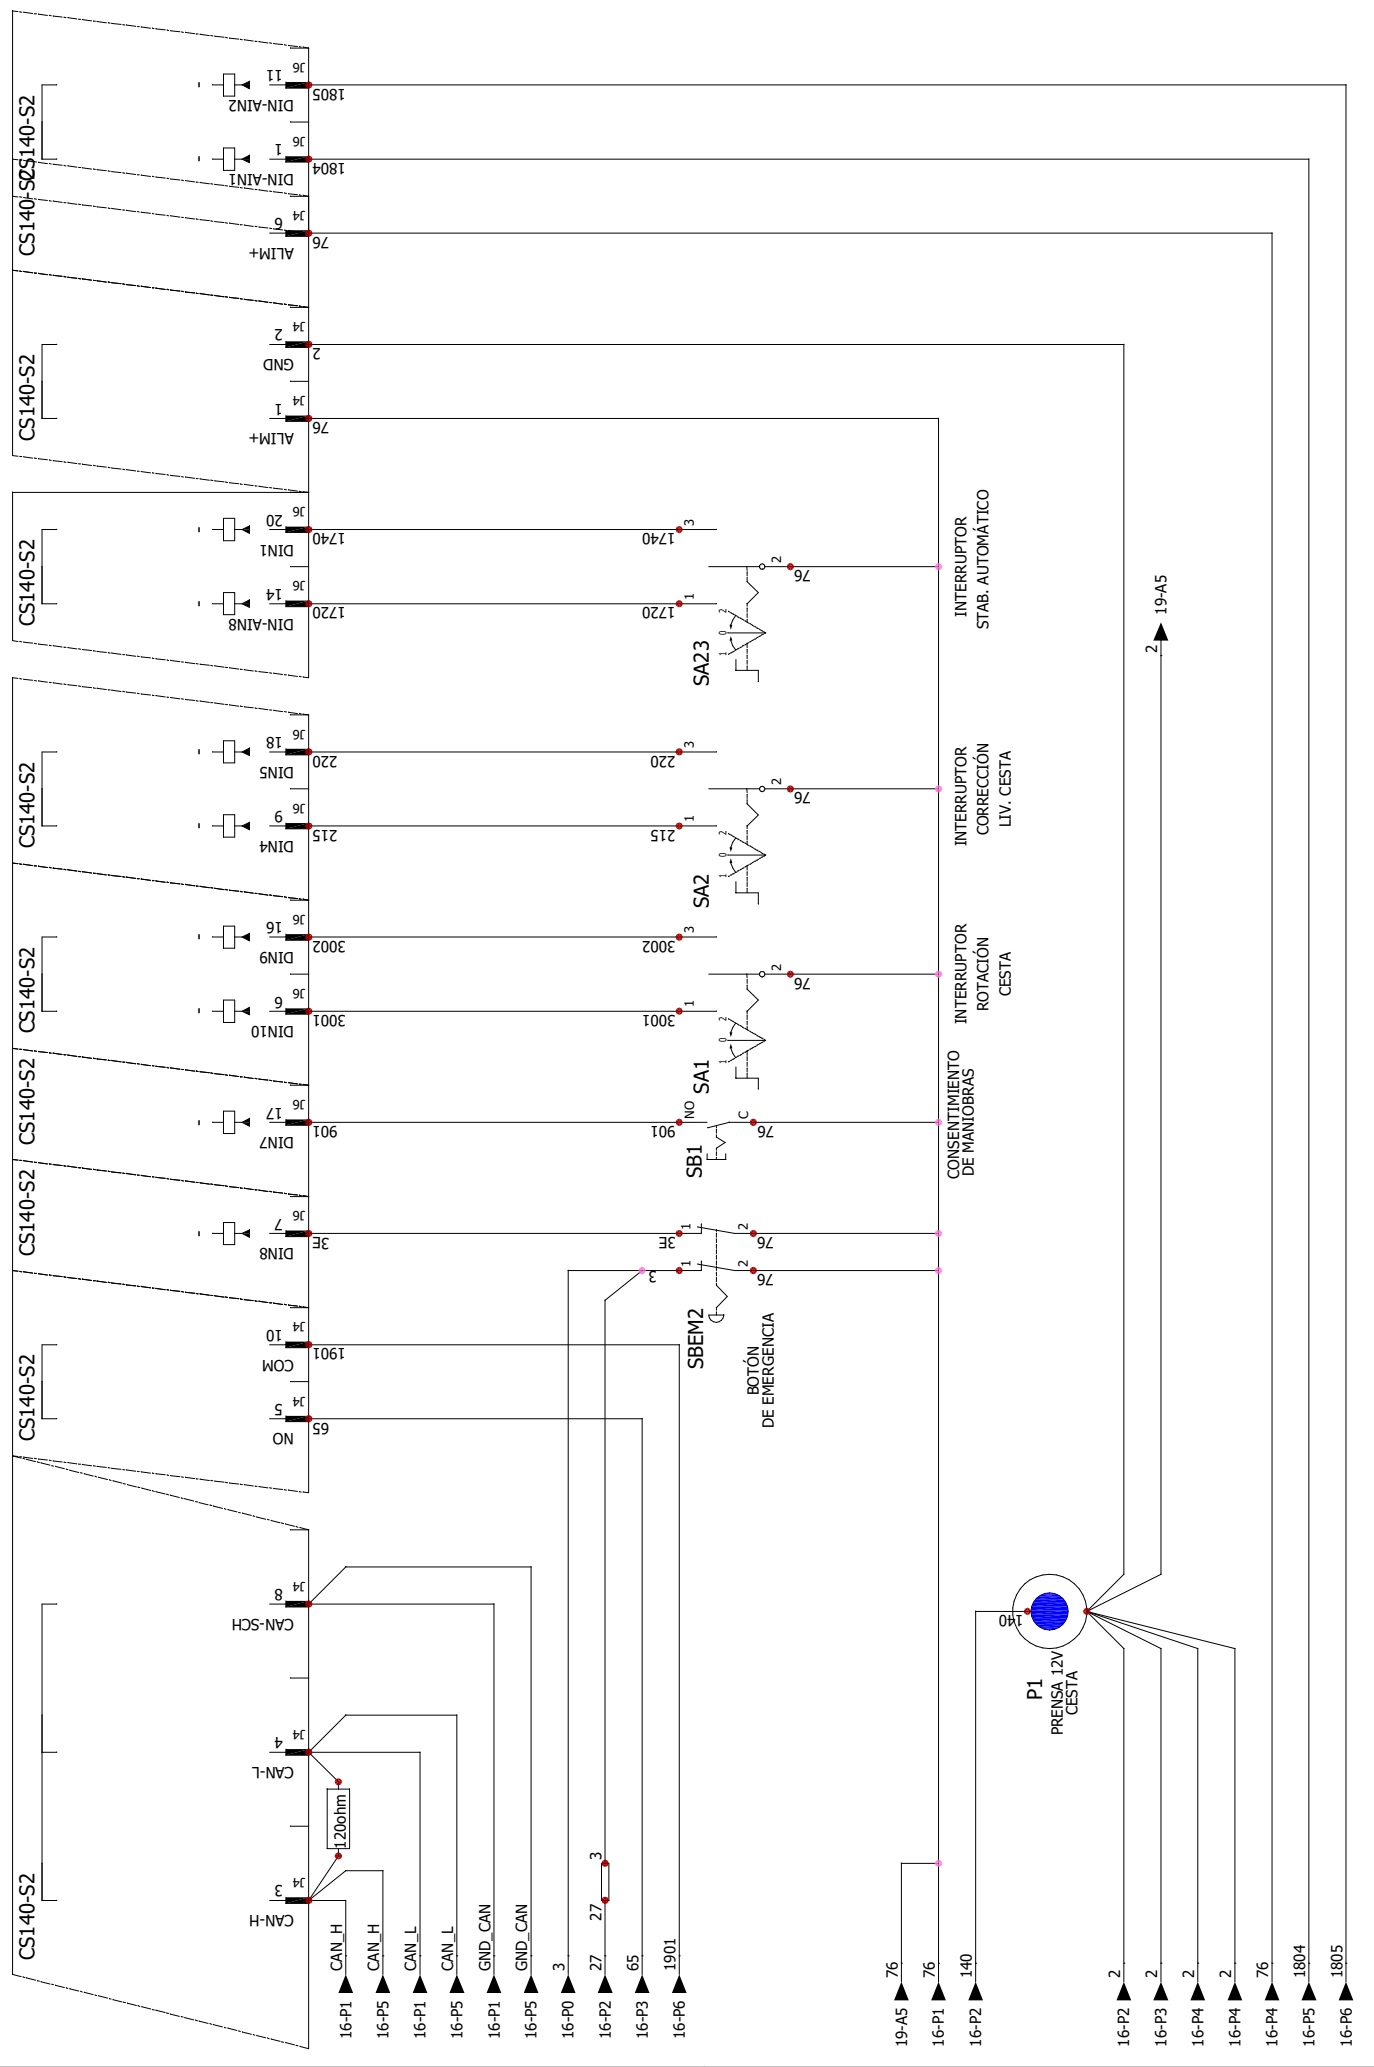 CS140-S2
J4
3
CAN-H
J4
4
CAN-L
J4
8
CAN-SCH
120ohm
CS140-S2
J4
5
NO
65
J4
10
COM
1901
CS140-S2
J6
7
DIN8
3E
CS140-S2
J6
17
DIN7
901
CS140-S2
J6
6
DIN10
3001
J6
16
DIN9
3002
CS140-S2
J6
9
DIN4
215
J6
18
DIN5
220
CS140-S2
J6
14
DIN-AIN8
1720
J6
20
DIN1
1740
CS140-S2
J4
1
ALIM+
76
J4
2
GND
2
CS140-S2
J4
6
ALIM+
76
CS140-S2
J6
1
DIN-AIN1
1804
J6
11
DIN-AIN2
1805
SBEM2
3
1
2
76
3E
1
2
76
BOTÓN
DE EMERGENCIA
SB1
901
NO
C
76
CONSENTIMIENTO
DE MANIOBRAS
SA1
3001
1
3002
3
1
0
2
2
76
INTERRUPTOR
ROTACIÓN
CESTA
SA2
215
1
220
3
1
0
2
2
76
INTERRUPTOR
CORRECCIÓN
LIV. CESTA
SA23
1720
1
1740
3
1
0
2
2
76
INTERRUPTOR
STAB. AUTOMÁTICO
2
19-A5
P1
PRENSA 12V
CESTA
140
27
3
16-P1 CAN_H
16-P5 CAN_H
16-P1 CAN_L
16-P5 CAN_L
16-P1 GND_CAN
16-P5 GND_CAN
16-P0 3
16-P2 27
16-P3 65
16-P6 1901
19-A5 76
16-P1 76
16-P2 140
16-P2 2
16-P3 2
16-P4 2
16-P4 2
16-P4 76
16-P5 1804
16-P6 1805